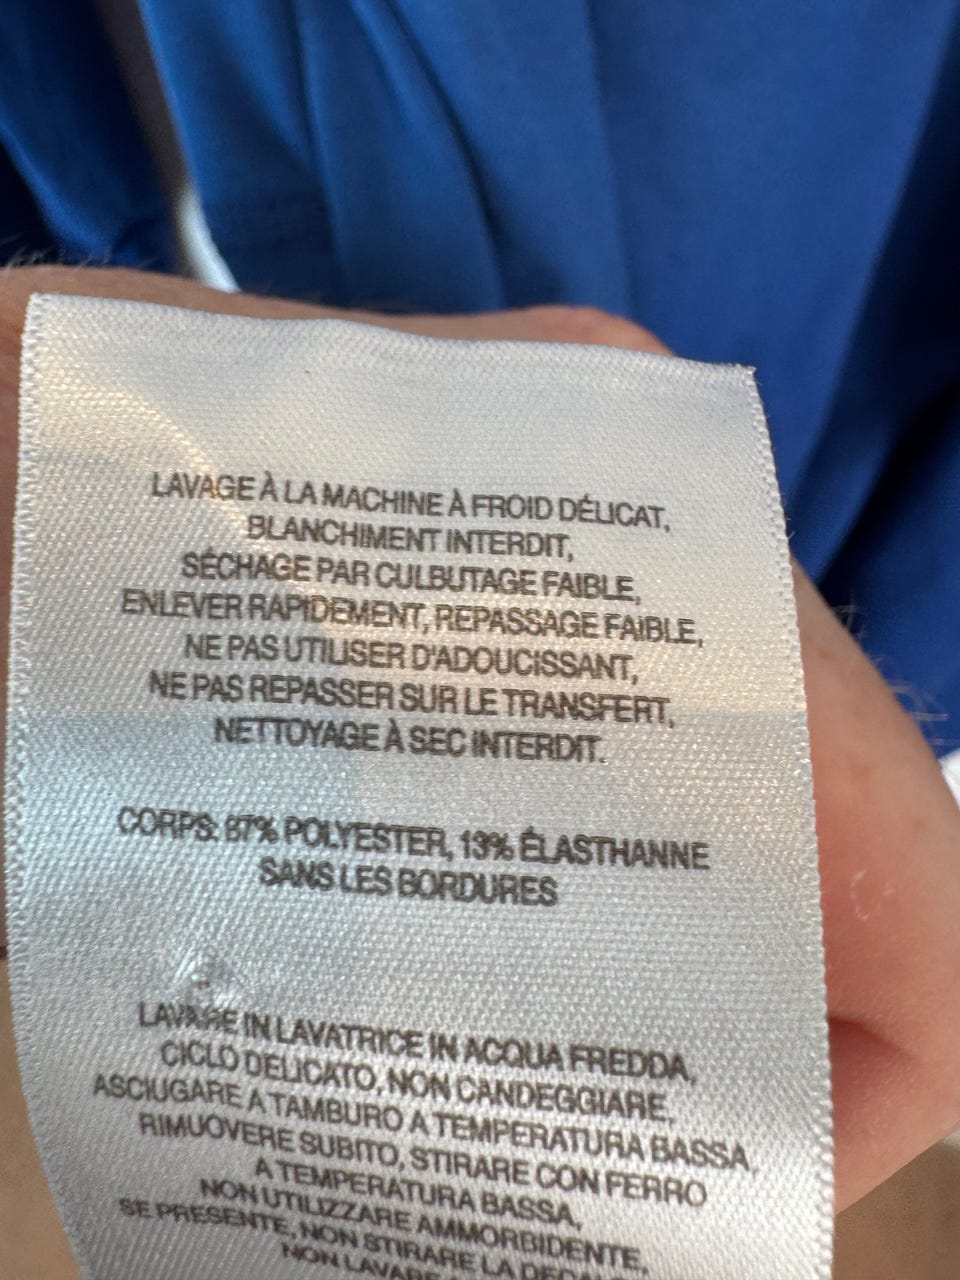 LAVAGE À LA MACHINE À FROID DÉLICAT,
BLANCHIMENT INTERDIT,
SÉCHAGE PAR CULBUTAGE FAIBLE,
ENLEVER RAPIDEMENT, REPASSAGE FAIBLE,
NE PAS UTILISER D'ADOUCISSANT,
NE PAS REPASSER SUR LE TRANSFERT,
NETTOYAGE À SEC INTERDIT.
CORPS: 87% POLYESTER, 13% ÉLASTHANNE
SANS LES BORDURES
LAVARE IN LAVATRICE IN ACQUA FREDDA,
CICLO DELICATO, NON CANDEGGIARE,
ASCIUGARE A TAMBURO A TEMPERATURA BASSA,
RIMUOVERE SUBITO, STIRARE CON FERRO
A TEMPERATURA BASSA,
NON UTILIZZARE AMMORBIDENTE,
SE PRESENTE, NON STIRARE LA
NON LAVARE